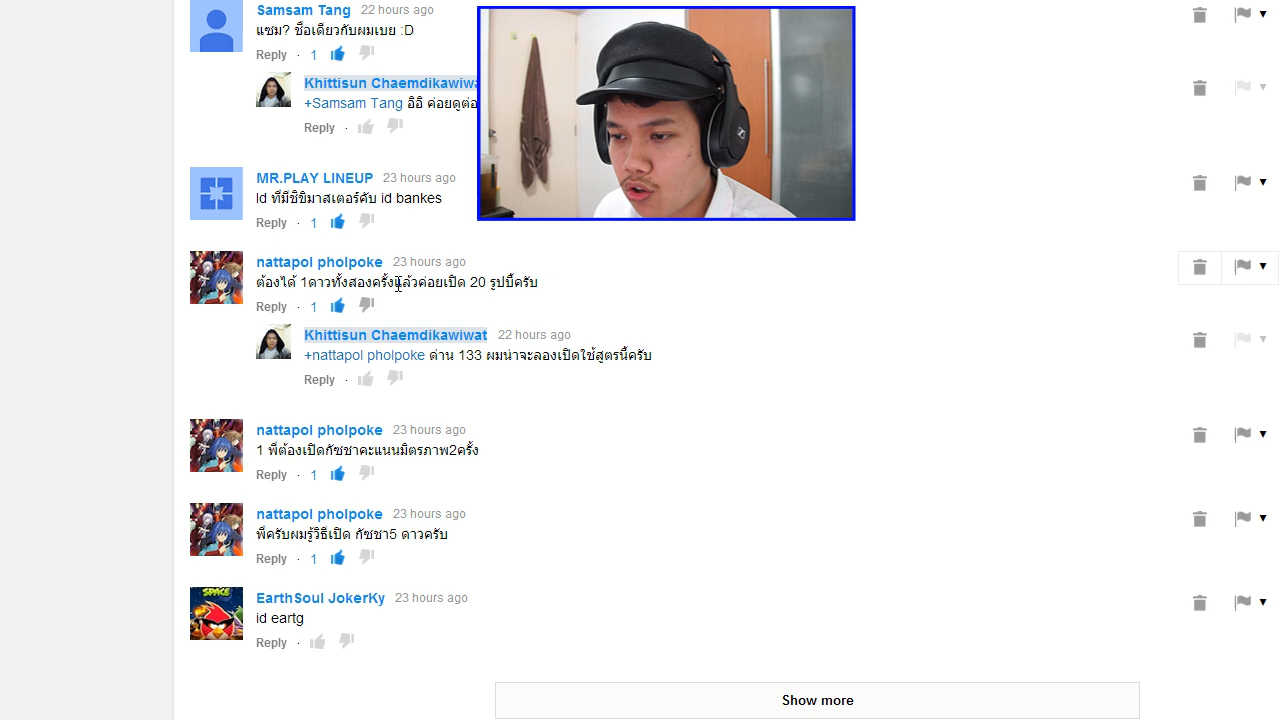 Samsam Tang 22 hours ago
แซม? ชื่อเดียวกับผมเบย :D
Reply · 1
Khittisun Chaemdikawiwa
+Samsam Tang อิอิ ค่อยดูต่อ
Reply ·
MR.PLAY LINEUP 23 hours ago
Id ที่มีชิขิมาสเตอร์คับ id bankes
Reply · 1
nattapol pholpoke 23 hours ago
ต้องได้ 1ดาวทั้งสองครั้งแล้วค่อยเปิด 20 รูปบี้ครับ
Reply · 1
Khittisun Chaemdikawiwat 22 hours ago
+nattapol pholpoke ด่าน 133 ผมน่าจะลองเปิดใช้สูตรนี้ครับ
Reply ·
nattapol pholpoke 23 hours ago
1 พี่ต้องเปิดกัซชาคะแนนมิตรภาพ2ครั้ง
Reply · 1
nattapol pholpoke 23 hours ago
พี่ครับผมรู้วิธีเปิด กัซชา5 ดาวครับ
Reply · 1
EarthSoul JokerKy 23 hours ago
SPACE
id eartg
Reply ·
Show more